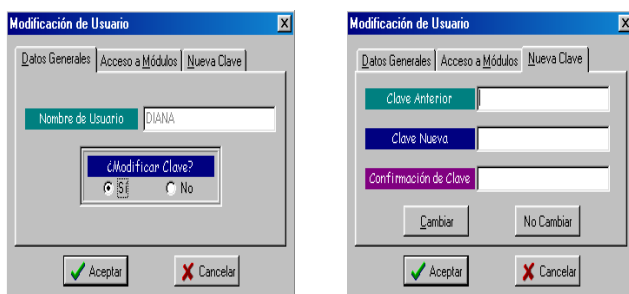 Modificación de Usuario
Datos Generales Acceso a Módulos Nueva Clave
Nombre de Usuario DIANA
¿Modificar Clave?
Sí No
Aceptar Cancelar
Modificación de Usuario
Datos Generales Acceso a Módulos Nueva Clave
Clave Anterior
Clave Nueva
Confirmación de Clave
Cambiar No Cambiar
Aceptar Cancelar